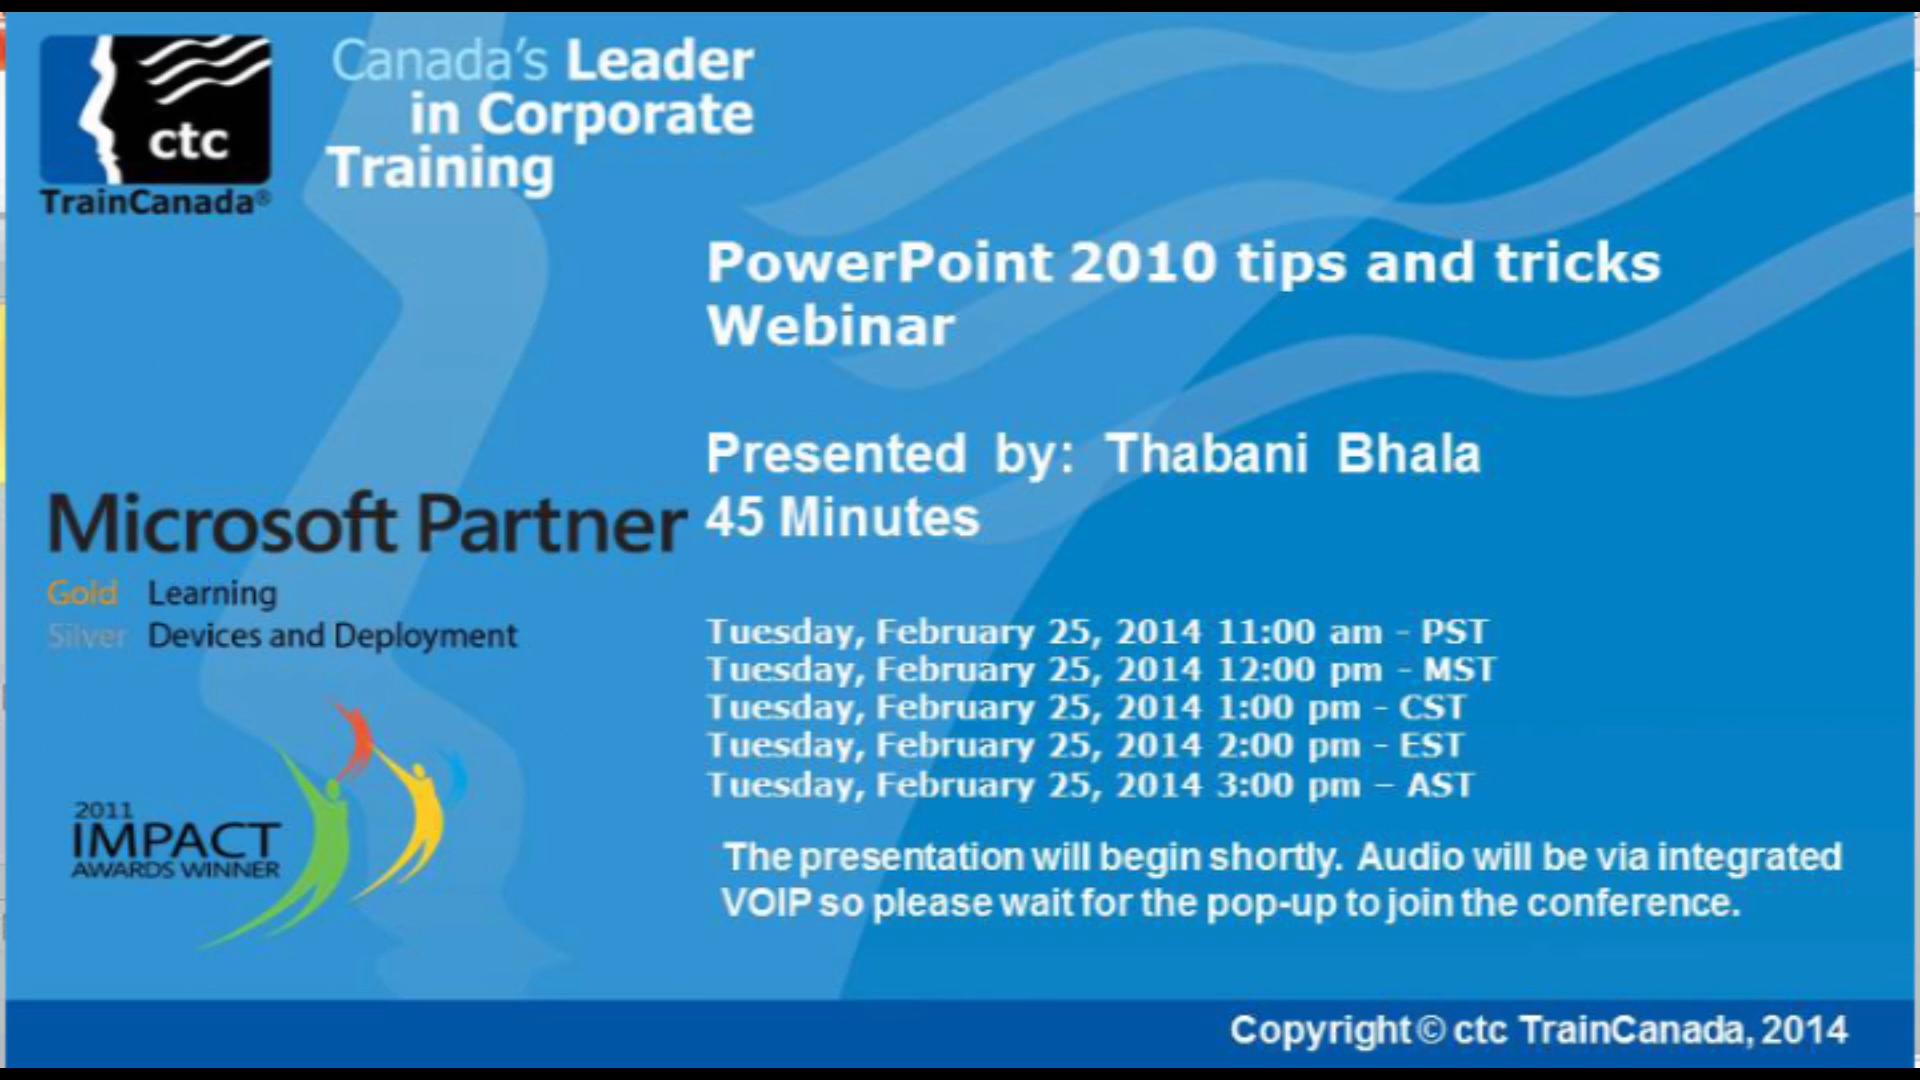 Canada's Leader
in Corporate
Training
ctc
TrainCanada®
PowerPoint 2010 tips and tricks
Webinar
Presented by: Thabani Bhala
45 Minutes
Microsoft Partner
Gold Learning
Silver Devices and Deployment
Tuesday, February 25, 2014 11:00 am - PST
Tuesday, February 25, 2014 12:00 pm - MST
Tuesday, February 25, 2014 1:00 pm - CST
Tuesday, February 25, 2014 2:00 pm - EST
Tuesday, February 25, 2014 3:00 pm – AST
2011
IMPACT
AWARDS WINNER
The presentation will begin shortly. Audio will be via integrated
VOIP so please wait for the pop-up to join the conference.
Copyright © ctc TrainCanada, 2014